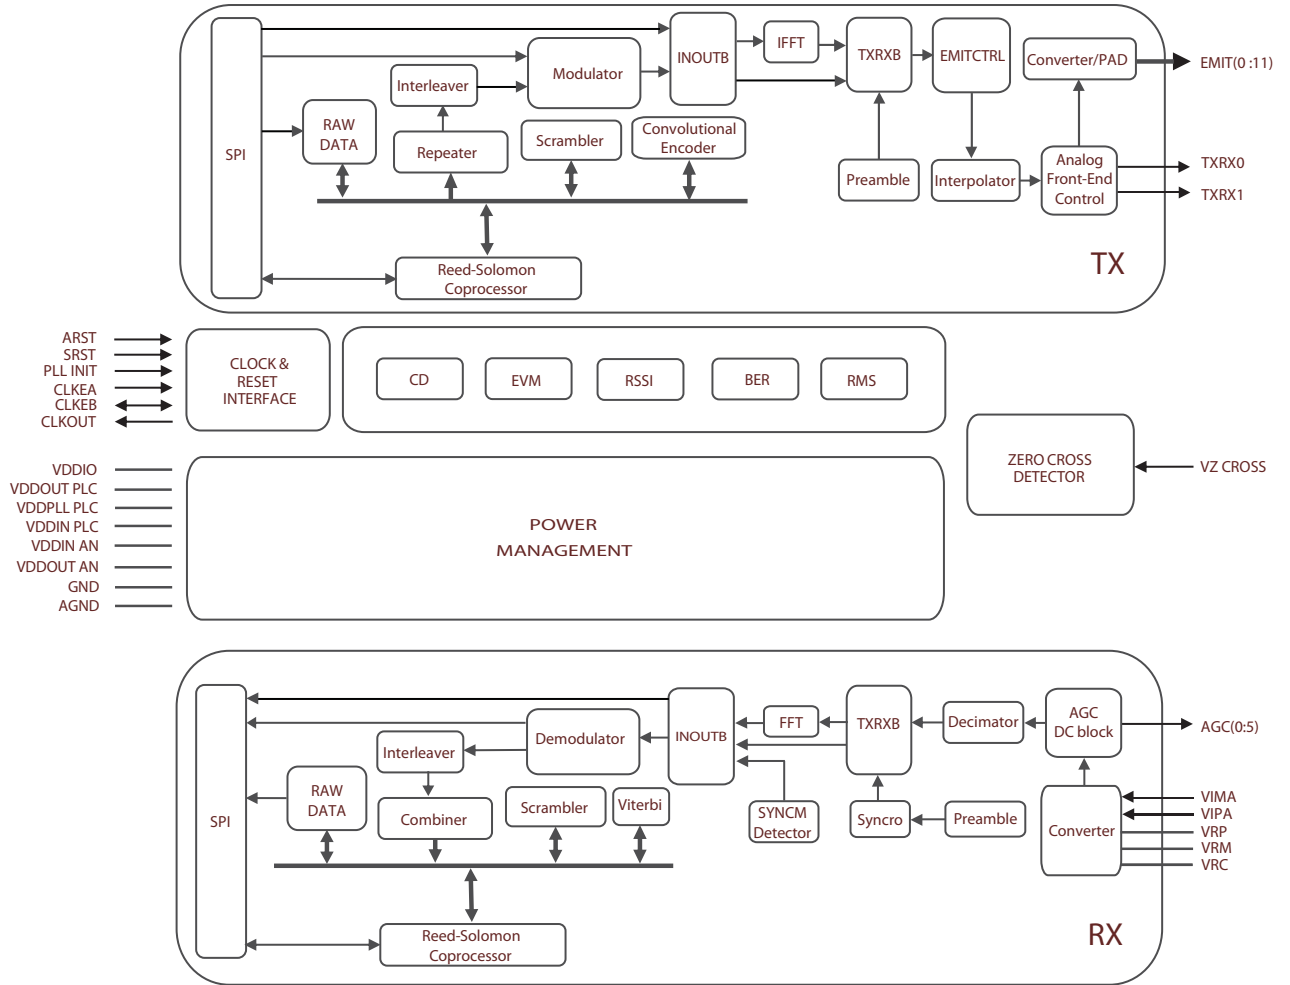 SPI
RAW
DATA
Interleaver
Repeater
Modulator
Scrambler
Convolutional
Encoder
INOUTB
IFFT
TXRXB
EMITCTRL
Converter/PAD
EMIT(0 :11)
Preamble
Interpolator
Analog
Front-End
Control
TXRX0
TXRX1
Reed-Solomon
Coprocessor
TX
ARST
SRST
PLL INIT
CLKEA
CLKEB
CLKOUT
CLOCK &
RESET
INTERFACE
CD
EVM
RSSI
BER
RMS
ZERO CROSS
DETECTOR
VZ CROSS
VDDIO
VDDOUT PLC
VDDPLL PLC
VDDIN PLC
VDDIN AN
VDDOUT AN
GND
AGND
POWER
MANAGEMENT
SPI
RAW
DATA
Interleaver
Combiner
Demodulator
Scrambler
Viterbi
INOUTB
FFT
TXRXB
Decimator
AGC
DC block
AGC(0:5)
SYNCM
Detector
Syncro
Preamble
Converter
VIMA
VIPA
VRP
VRM
VRC
Reed-Solomon
Coprocessor
RX